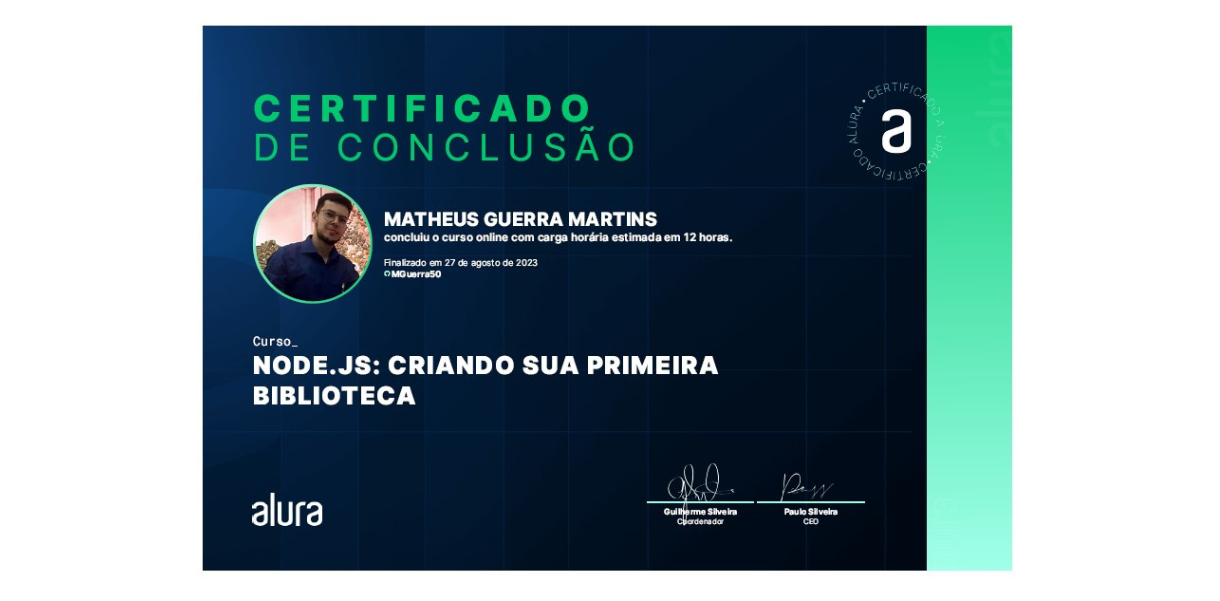 CERTIFICADO
DE CONCLUSÃO
CERTIFICADO ALURA • CERTIFICADO ALURA •
a
alura
MATHEUS GUERRA MARTINS
concluiu o curso online com carga horária estimada em 12 horas.
Finalizado em 27 de agosto de 2023
MGuerra50
Curso_
NODE.JS: CRIANDO SUA PRIMEIRA
BIBLIOTECA
alura
Guilherme Silveira
Coordenador
Paulo Silveira
CEO